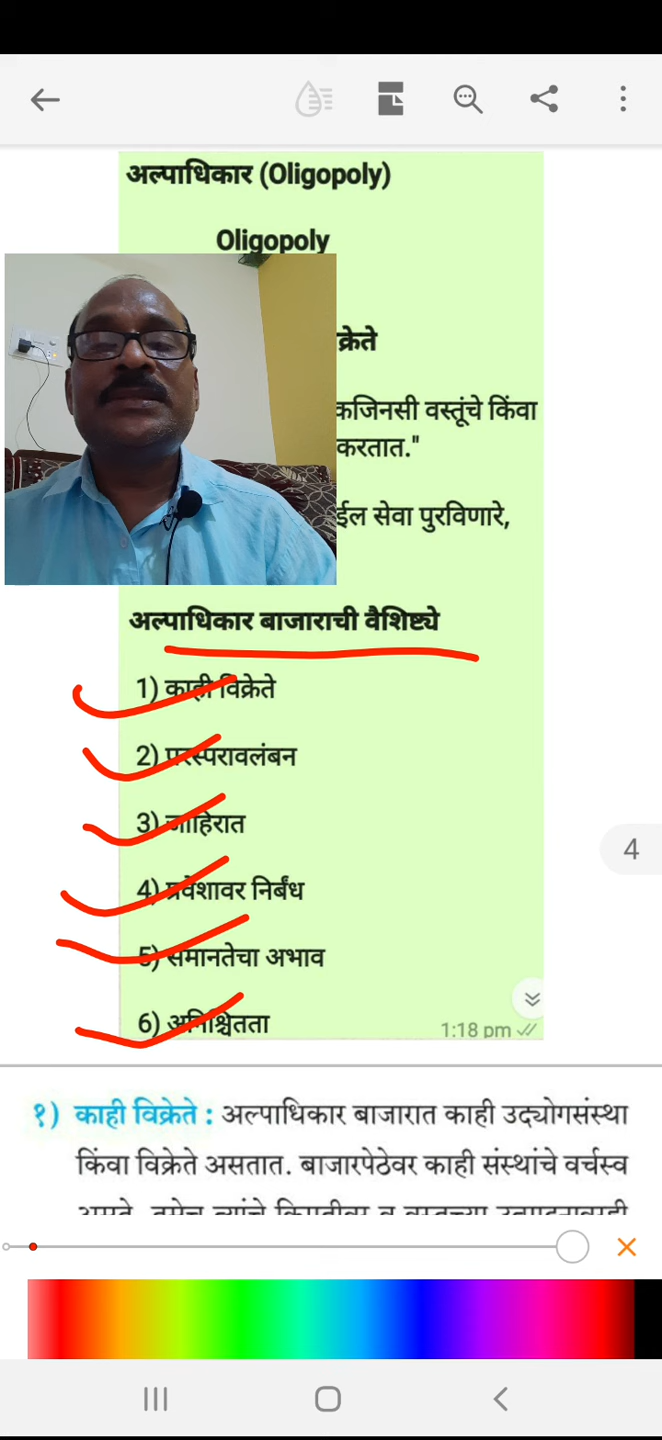 अल्पाधिकार (Oligopoly)
Oligopoly
कजिनसी वस्तूंचे किंवा
करतात."
सेवा पुरविणारे,
अल्पाधिकार बाजाराची वैशिष्ट्ये
1) काही विक्रेते
2) परस्परावलंबन
3) जाहिरात
4) प्रवेशावर निर्बंध
4
5) समानतेचा अभाव
6) अनिश्चितता
1:18 pm
१) काही विक्रेते : अल्पाधिकार बाजारात काही उद्योगसंस्था
किंवा विक्रेते असतात. बाजारपेठेवर काही संस्थांचे वर्चस्व